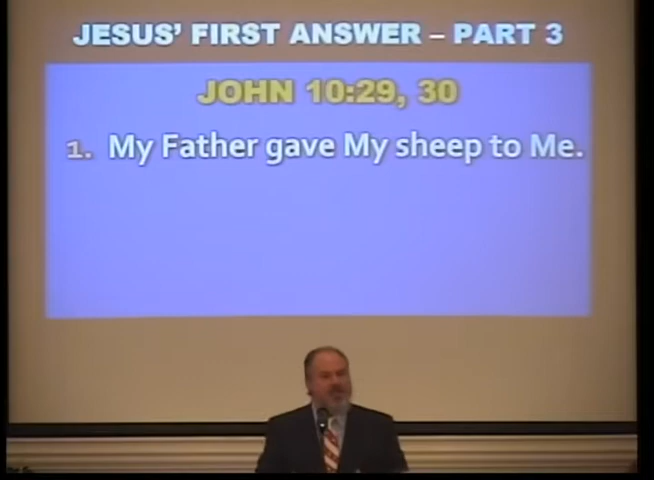 JESUS’ FIRST ANSWER – PART 3
JOHN 10:29, 30
1. My Father gave My sheep to Me.